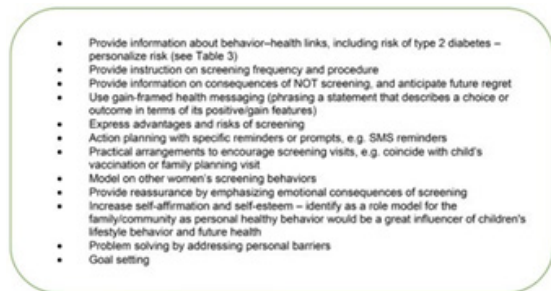 • Provide information about behavior–health links, including risk of type 2 diabetes –
personalize risk (see Table 3)
• Provide instruction on screening frequency and procedure
• Provide information on consequences of NOT screening, and anticipate future regret
• Use gain-framed health messaging (phrasing a statement that describes a choice or
outcome in terms of its positive/gain features)
• Express advantages and risks of screening
• Action planning with specific reminders or prompts, e.g. SMS reminders
• Practical arrangements to encourage screening visits, e.g. coincide with child's
vaccination or family planning visit
• Model on other women's screening behaviors
• Provide reassurance by emphasizing emotional consequences of screening
• Increase self-affirmation and self-esteem – identify as a role model for the
family/community as personal healthy behavior would be a great influencer of children's
lifestyle behavior and future health
• Problem solving by addressing personal barriers
• Goal setting